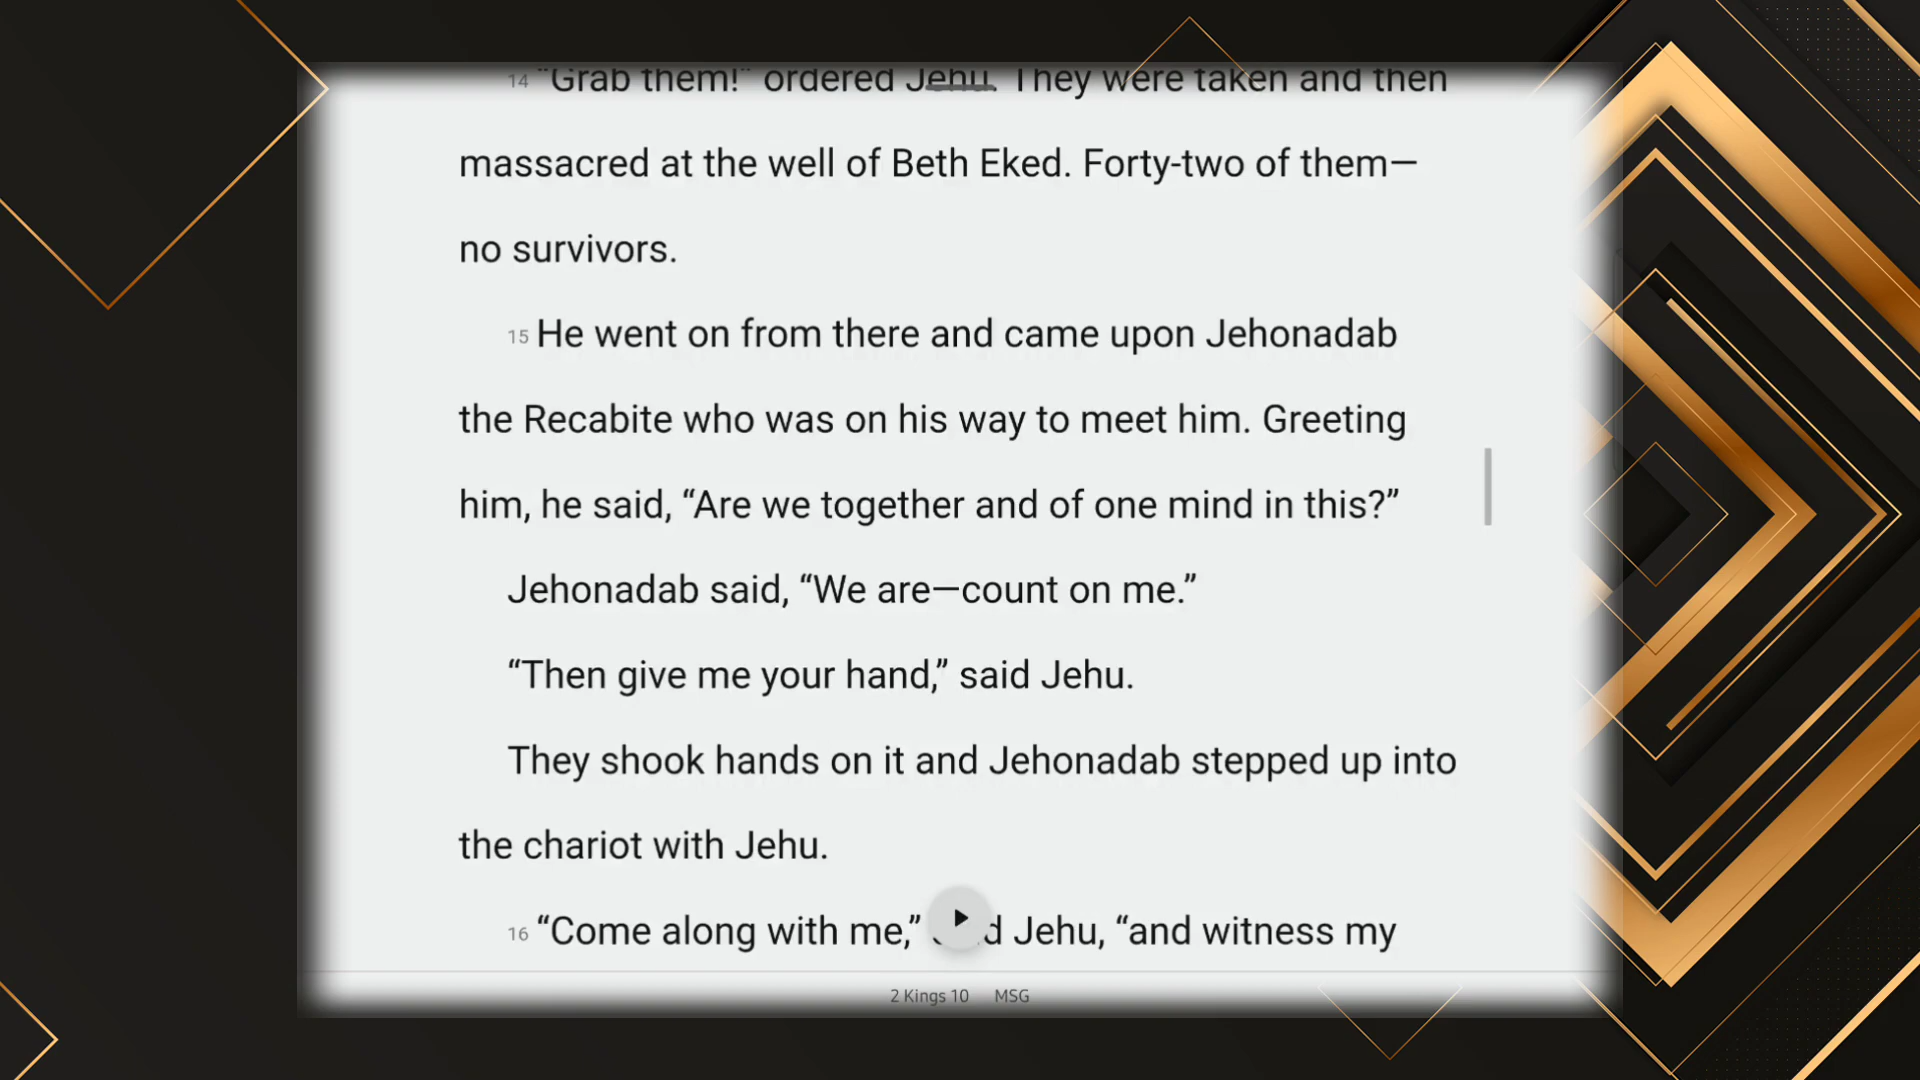 14 “Grab them!” ordered Jehu. They were taken and then
massacred at the well of Beth Eked. Forty-two of them—
no survivors.
15 He went on from there and came upon Jehonadab
the Recabite who was on his way to meet him. Greeting
him, he said, “Are we together and of one mind in this?”
Jehonadab said, “We are—count on me.”
“Then give me your hand,” said Jehu.
They shook hands on it and Jehonadab stepped up into
the chariot with Jehu.
16 “Come along with me,” Jehu, “and witness my
2 Kings 10 MSG